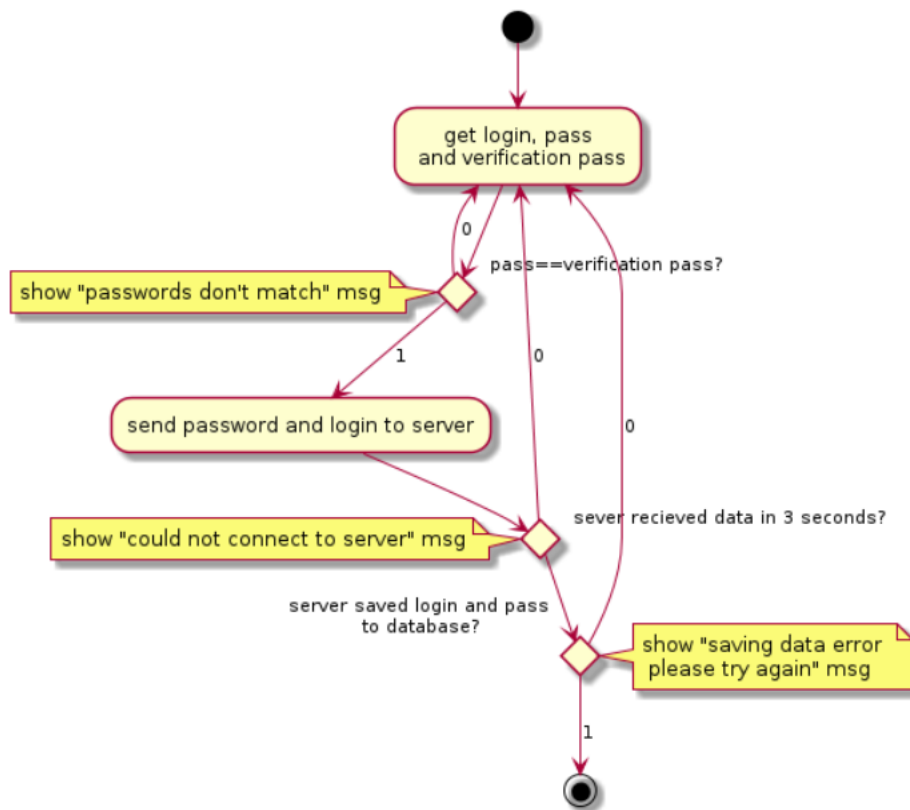 get login, pass
and verification pass
0
pass==verification pass?
show "passwords don't match" msg
1
0
send password and login to server
0
sever recieved data in 3 seconds?
show "could not connect to server" msg
server saved login and pass
to database?
show "saving data error
please try again" msg
1